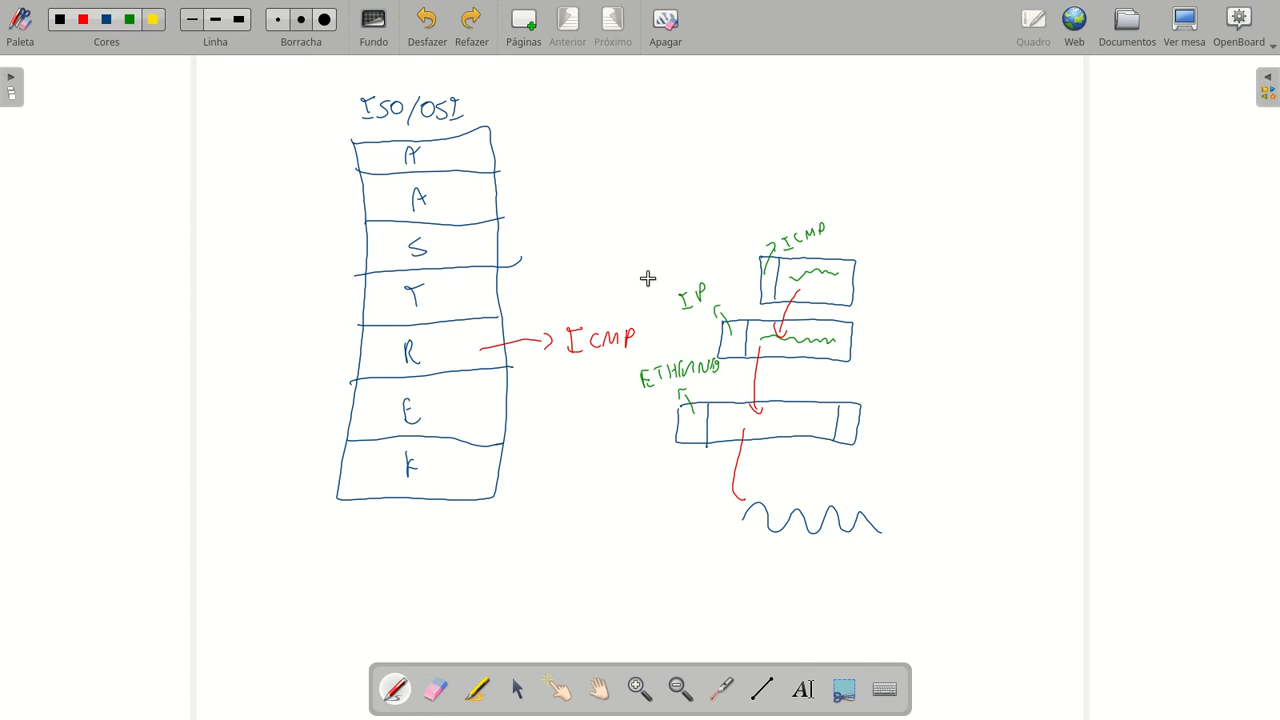 Paleta
Cores
Linha
Borracha
Fundo
Desfazer
Refazer
Páginas
Anterior
Próximo
Apagar
Quadro
Web
Documentos
Ver mesa
OpenBoard
ISO/OSI
A
A
S
T
R
E
K
ICMP
ICMP
IP